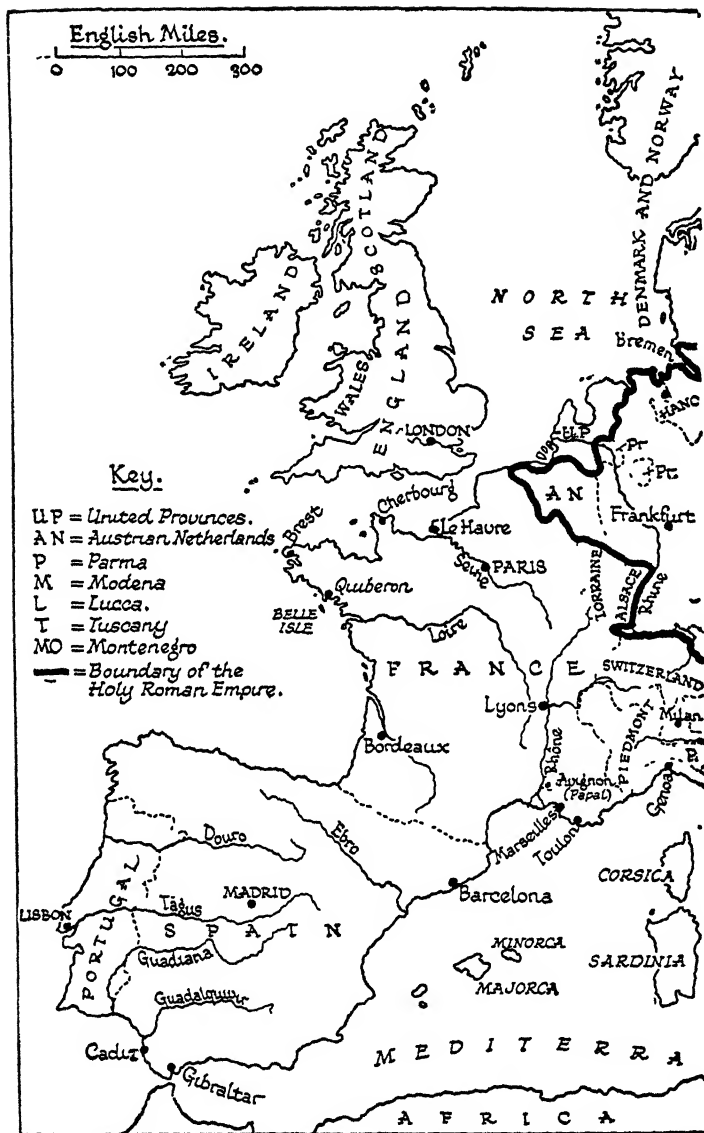 English Miles.
0 100 200 300
SCOTLAND
DENMARK AND NORWAY
IRELAND
NORTH
SEA
Bremen
ENGLAND
WALES
HANO
LONDON
UP
Pr
Pr.
AN
Key.
UP = United Provinces.
AN = Austrian Netherlands
P = Parma
M = Modena
L = Lucca.
T = Tuscany
MO = Montenegro
= Boundary of the
Holy Roman Empire.
Cherbourg
Le Havre
Frankfurt
Brest
Seine
PARIS
LORRAINE
ALSACE
Rhine
Quiberon
BELLE
ISLE
Loire
FRANCE
SWITZERLAND
Lyons
Milan
PIEDMONT
Bordeaux
Rhône
Avignon
(Papal)
Genoa
Marseilles
Toulon
Douro
Ebro
CORSICA
Barcelona
PORTUGAL
MADRID
LISBON
Tagus
SPAIN
MINORCA
MAJORCA
SARDINIA
Guadiana
Guadalquivir
Cadiz
Gibraltar
MEDITERRA
AFRICA